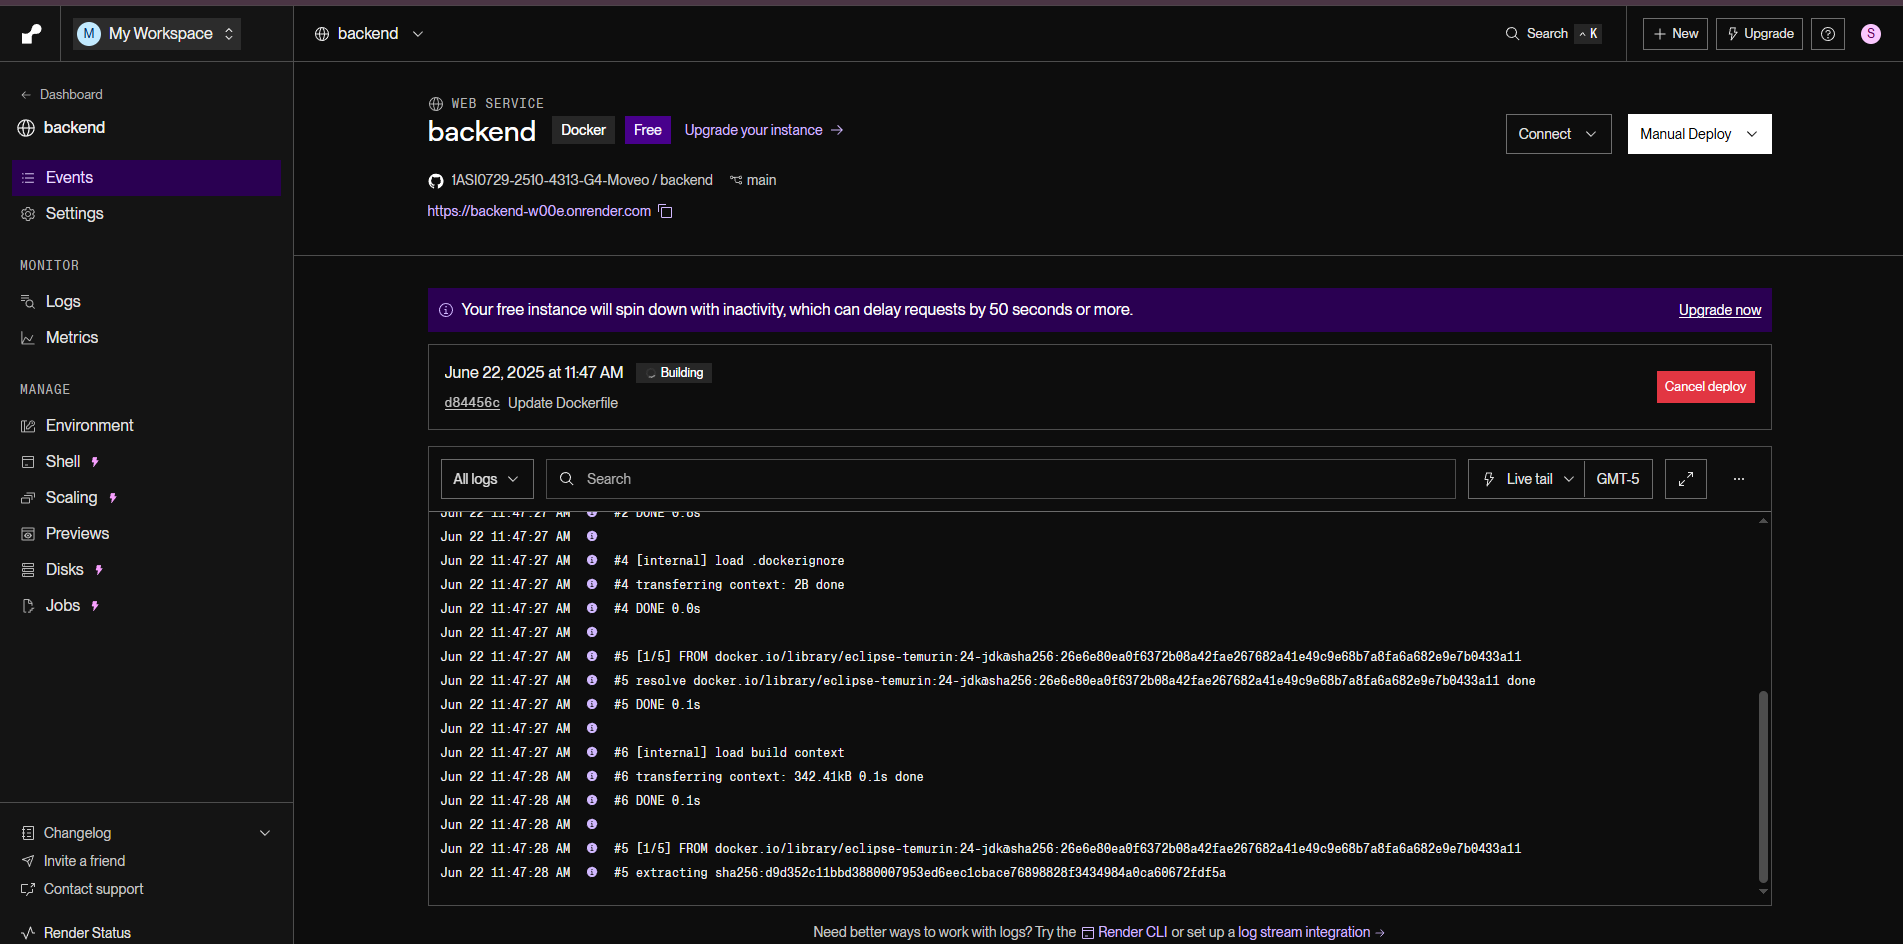 M My Workspace
backend
Search ^ K
+ New
Upgrade
S
Dashboard
backend
Events
Settings
MONITOR
Logs
Metrics
MANAGE
Environment
Shell
Scaling
Previews
Disks
Jobs
Changelog
Invite a friend
Contact support
Render Status
WEB SERVICE
backend Docker Free Upgrade your instance →
Connect
Manual Deploy
1ASI0729-2510-4313-G4-Moveo / backend main
https://backend-w00e.onrender.com
Your free instance will spin down with inactivity, which can delay requests by 50 seconds or more.
Upgrade now
June 22, 2025 at 11:47 AM Building
d84456c Update Dockerfile
Cancel deploy
All logs
Search
Live tail
GMT-5
...
Jun 22 11:47:27 AM #2 DONE 0.8s
Jun 22 11:47:27 AM
Jun 22 11:47:27 AM #4 [internal] load .dockerignore
Jun 22 11:47:27 AM #4 transferring context: 2B done
Jun 22 11:47:27 AM #4 DONE 0.0s
Jun 22 11:47:27 AM
Jun 22 11:47:27 AM #5 [1/5] FROM docker.io/library/eclipse-temurin:24-jdk@sha256:26e6e80ea0f6372b08a42fae267682a41e49c9e68b7a8fa6a682e9e7b0433a11
Jun 22 11:47:27 AM #5 resolve docker.io/library/eclipse-temurin:24-jdk@sha256:26e6e80ea0f6372b08a42fae267682a41e49c9e68b7a8fa6a682e9e7b0433a11 done
Jun 22 11:47:27 AM #5 DONE 0.1s
Jun 22 11:47:27 AM
Jun 22 11:47:27 AM #6 [internal] load build context
Jun 22 11:47:28 AM #6 transferring context: 342.41kB 0.1s done
Jun 22 11:47:28 AM #6 DONE 0.1s
Jun 22 11:47:28 AM
Jun 22 11:47:28 AM #5 [1/5] FROM docker.io/library/eclipse-temurin:24-jdk@sha256:26e6e80ea0f6372b08a42fae267682a41e49c9e68b7a8fa6a682e9e7b0433a11
Jun 22 11:47:28 AM #5 extracting sha256:d9d352c11bbd3880007953ed6eec1cbace76898828f3434984a0ca60672fdf5a
Need better ways to work with logs? Try the Render CLI or set up a log stream integration →